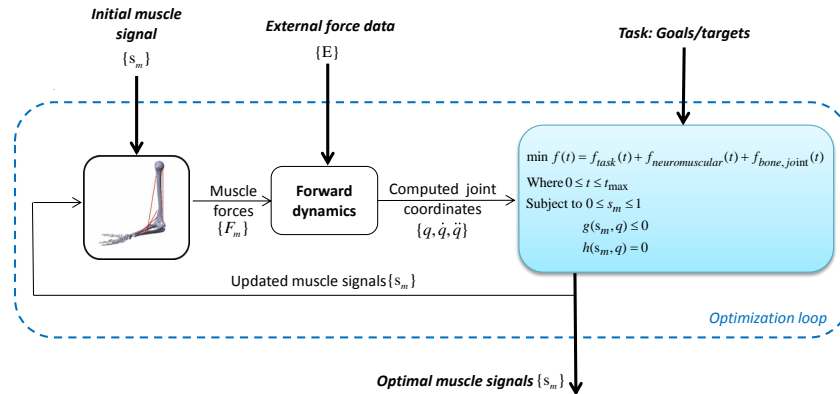 Initial muscle
signal
{s_m}
External force data
{E}
Task: Goals/targets
min f(t) = f_task(t) + f_neuromuscular(t) + f_bone,joint(t)
Where 0 ≤ t ≤ t_max
Subject to 0 ≤ s_m ≤ 1
g(s_m, q) ≤ 0
h(s_m, q) = 0
Muscle
forces
{F_m}
Forward
dynamics
Computed joint
coordinates
{q, q̇, q̈}
Updated muscle signals {s_m}
Optimization loop
Optimal muscle signals {s_m}